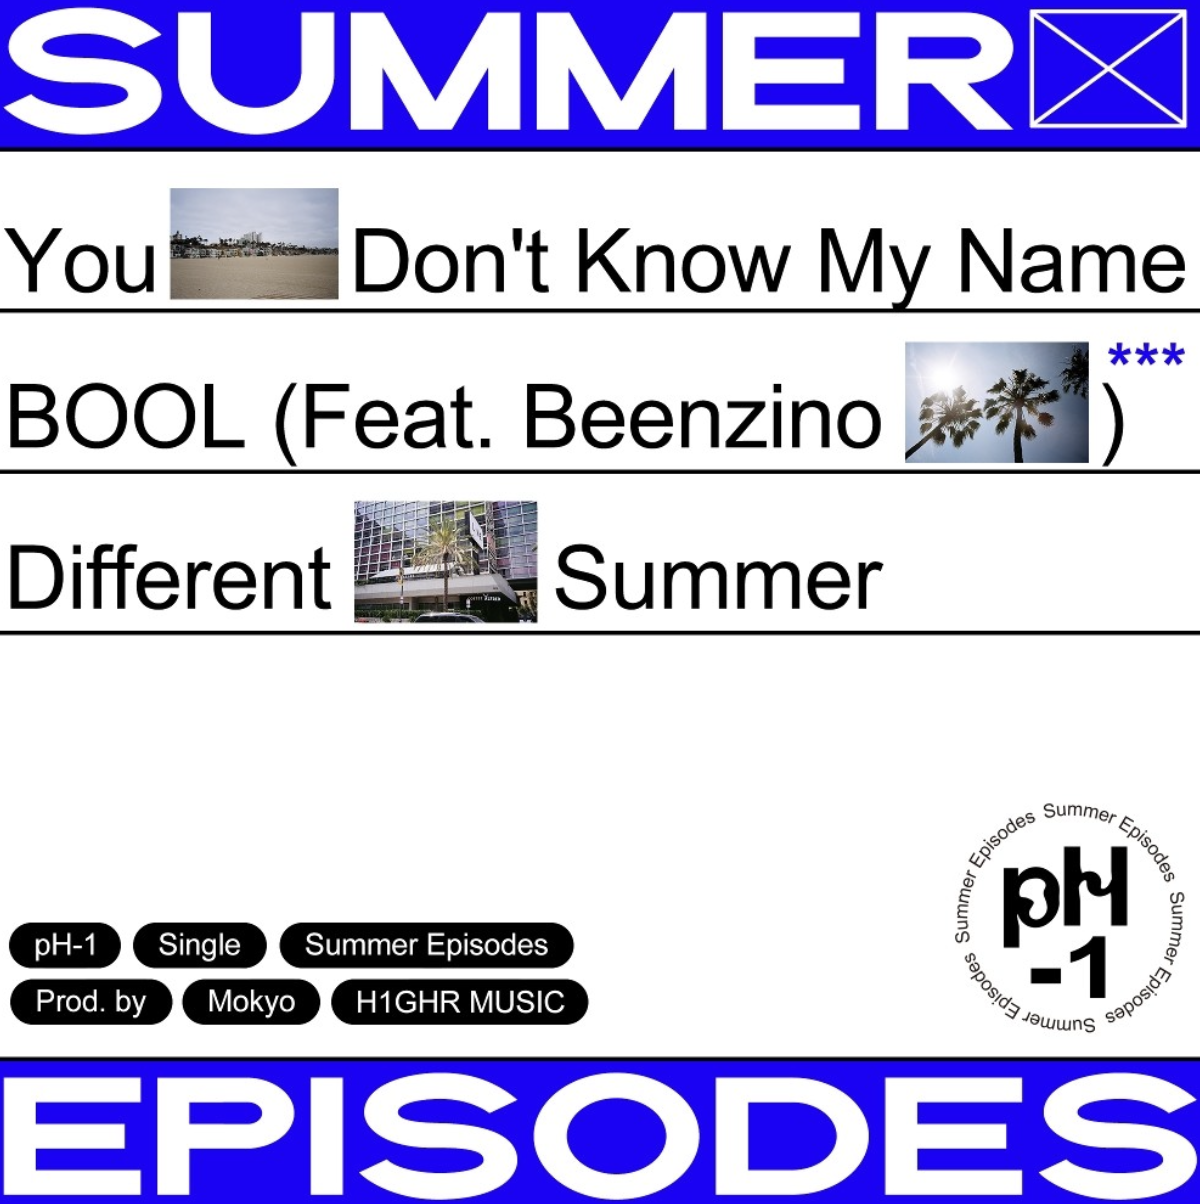 SUMMER
You Don't Know My Name
BOOL (Feat. Beenzino )***
Different Summer
Summer Episodes Summer Episodes Summer Episodes Summer Episodes
pH
-1
pH-1 Single Summer Episodes
Prod. by Mokyo H1GHR MUSIC
EPISODES